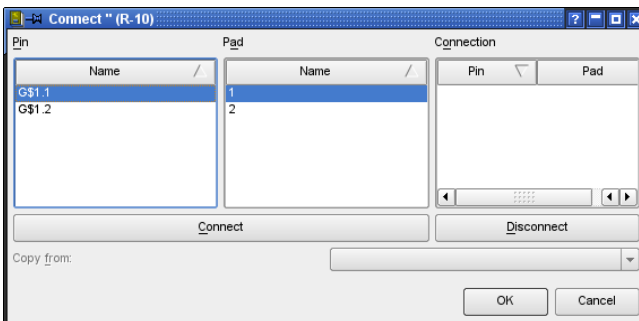 Connect '' (R-10)
Pin Pad Connection
Name Name Pin Pad
G$1.1 1
G$1.2 2
Connect Disconnect
Copy from:
OK Cancel